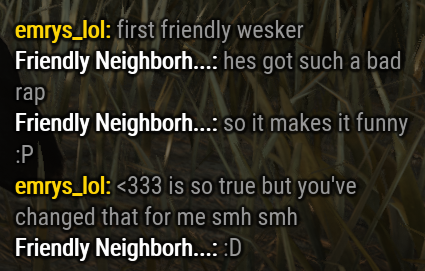 emrys_lol: first friendly wesker
Friendly Neighborh...: hes got such a bad
rap
Friendly Neighborh...: so it makes it funny
:P
emrys_lol: <333 is so true but you've
changed that for me smh smh
Friendly Neighborh...: :D